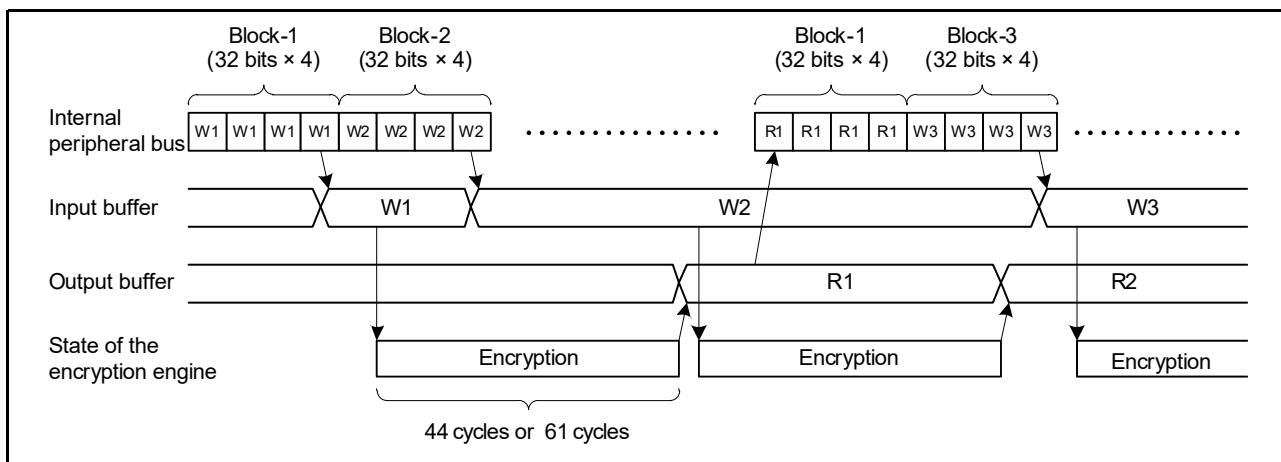 Block-1 Block-2 Block-1 Block-3
(32 bits × 4) (32 bits × 4) (32 bits × 4) (32 bits × 4)
Internal
peripheral bus
W1 W1 W1 W1 W2 W2 W2 W2 R1 R1 R1 R1 W3 W3 W3 W3
Input buffer W1 W2 W3
Output buffer R1 R2
State of the
encryption engine
Encryption Encryption Encryption
44 cycles or 61 cycles